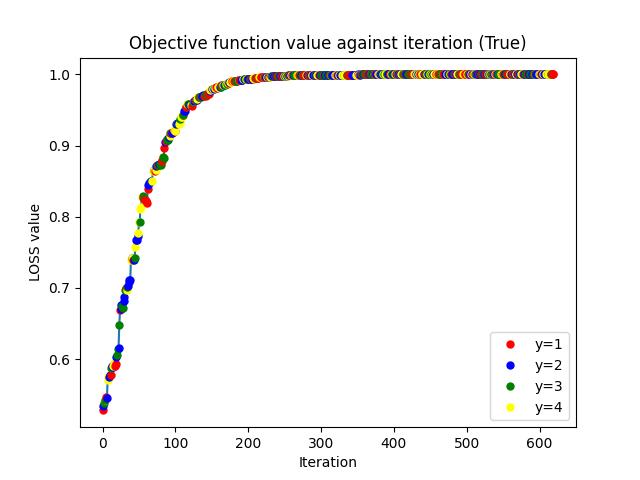 Objective function value against iteration (True)
LOSS value
1.0
0.9
0.8
0.7
0.6
0
100
200
300
400
500
600
Iteration
y=1
y=2
y=3
y=4